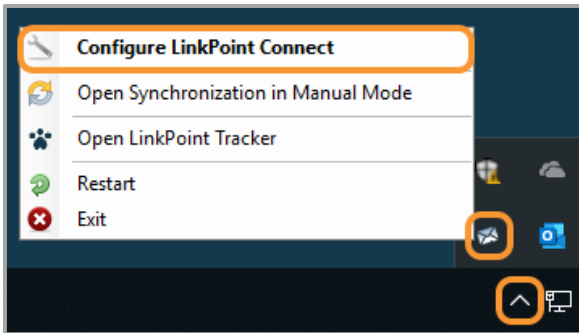 Configure LinkPoint Connect
Open Synchronization in Manual Mode
Open LinkPoint Tracker
Restart
Exit